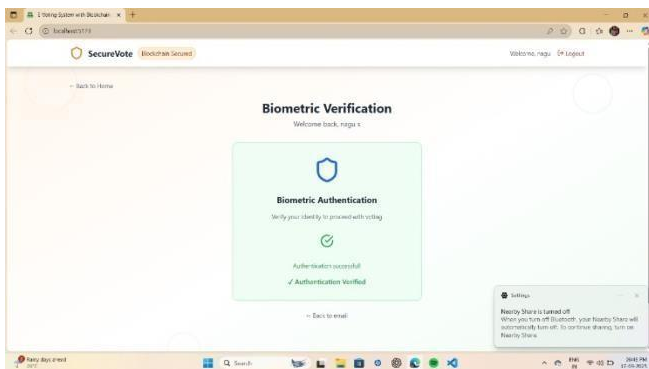 E-Voting System with Blockchain
localhost:5173
SecureVote
Blockchain Secured
Welcome, nagu
Logout
← Back to Home
Biometric Verification
Welcome back, nagu s
Biometric Authentication
Verify your identity to proceed with voting
Authentication successful!
✓ Authentication Verified
← Back to email
Settings
Nearby Share is turned off
When you turn off Bluetooth, your Nearby Share will
automatically turn off. To continue sharing, turn on
Nearby Share.
Rainy days ahead
Search
ENG
IN